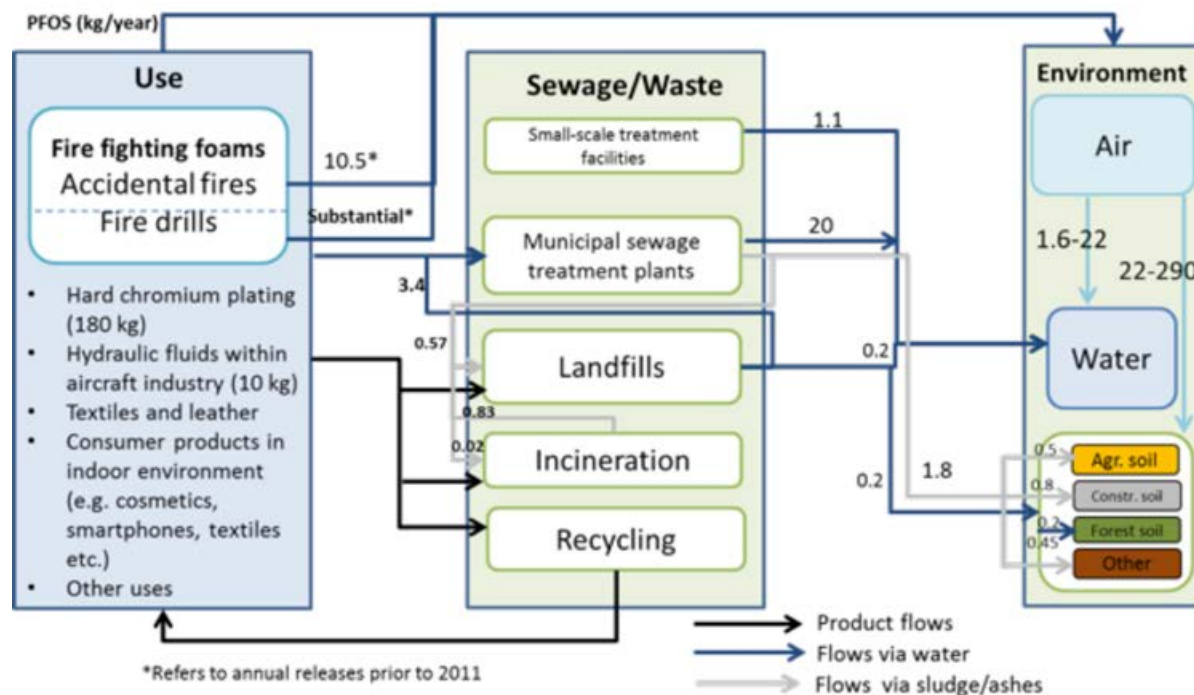 PFOS (kg/year)
Use
Fire fighting foams
Accidental fires
Fire drills
10.5*
Substantial*
• Hard chromium plating
(180 kg)
• Hydraulic fluids within
aircraft industry (10 kg)
• Textiles and leather
• Consumer products in
indoor environment
(e.g. cosmetics,
smartphones, textiles
etc.)
• Other uses
Sewage/Waste
Small-scale treatment
facilities
Municipal sewage
treatment plants
Landfills
Incineration
Recycling
3.4
0.57
0.83
0.02
1.1
20
0.2
0.2
1.8
Environment
Air
1.6-22
22-290
Water
0.5
Agr. soil
0.8
Constr. soil
0.2
Forest soil
0.45
Other
Product flows
Flows via water
Flows via sludge/ashes
*Refers to annual releases prior to 2011